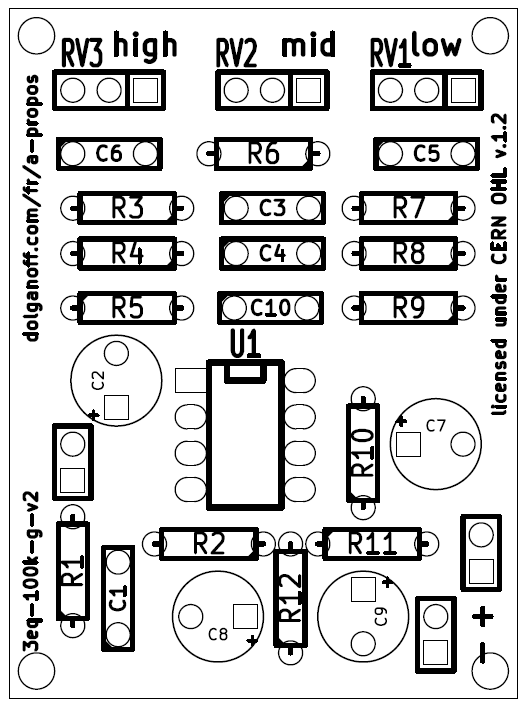 RV3 high RV2 mid RV1 low
C6 R6 C5
R3 C3 R7
R4 C4 R8
R5 C10 R9
U1
C2 +
R10 + C7
R1 C1 R2 R11
C8 + R12 + C9
+
-
dolganoff.com/fr/a-propos
3eq-100k-g-v2
licensed under CERN OHL v.1.2